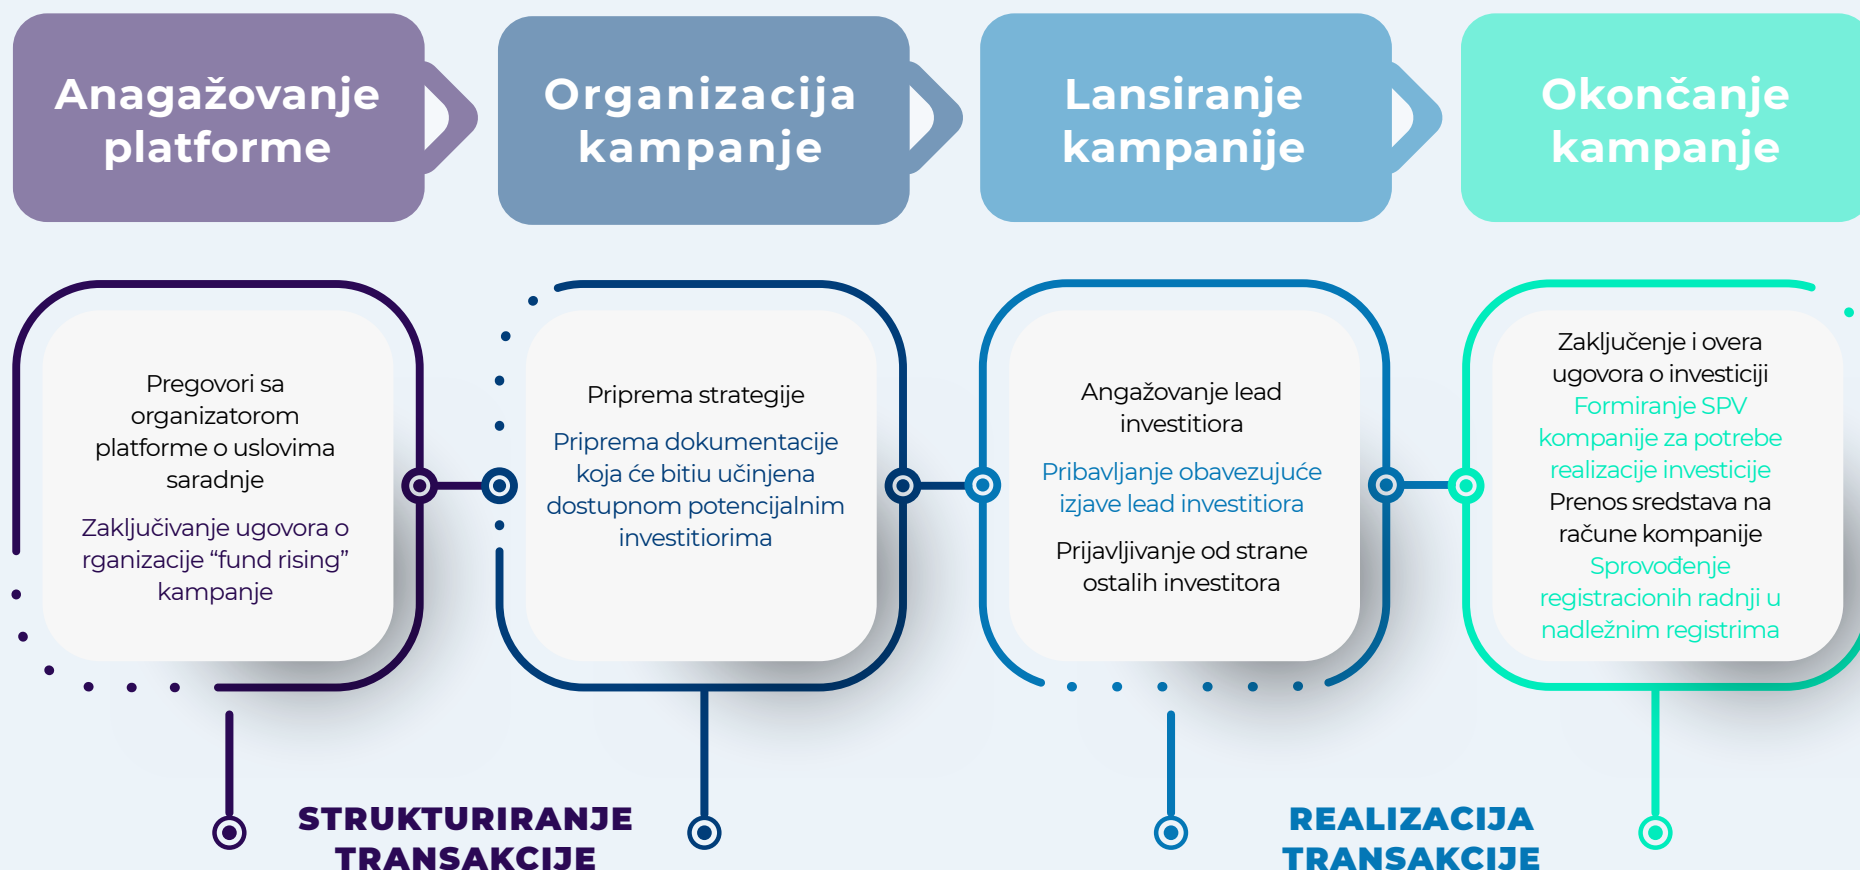 Anagažovanje
platforme
Organizacija
kampanje
Lansiranje
kampanije
Okončanje
kampanje
Pregovori sa
organizatorom
platforme o uslovima
saradnje
Zaključivanje ugovora o
rganizacije “fund rising”
kampanje
Priprema strategije
Priprema dokumentacije
koja će bitiu učinjena
dostupnom potencijalnim
investitiorima
Angažovanje lead
investitiora
Pribavljanje obavezujuće
izjave lead investitiora
Prijavljivanje od strane
ostalih investitora
Zaključenje i overa
ugovora o investiciji
Formiranje SPV
kompanije za potrebe
realizacije investicije
Prenos sredstava na
račune kompanije
Sprovođenje
registracionih radnji u
nadležnim registrima
STRUKTURIRANJE
TRANSAKCIJE
REALIZACIJA
TRANSAKCIJE